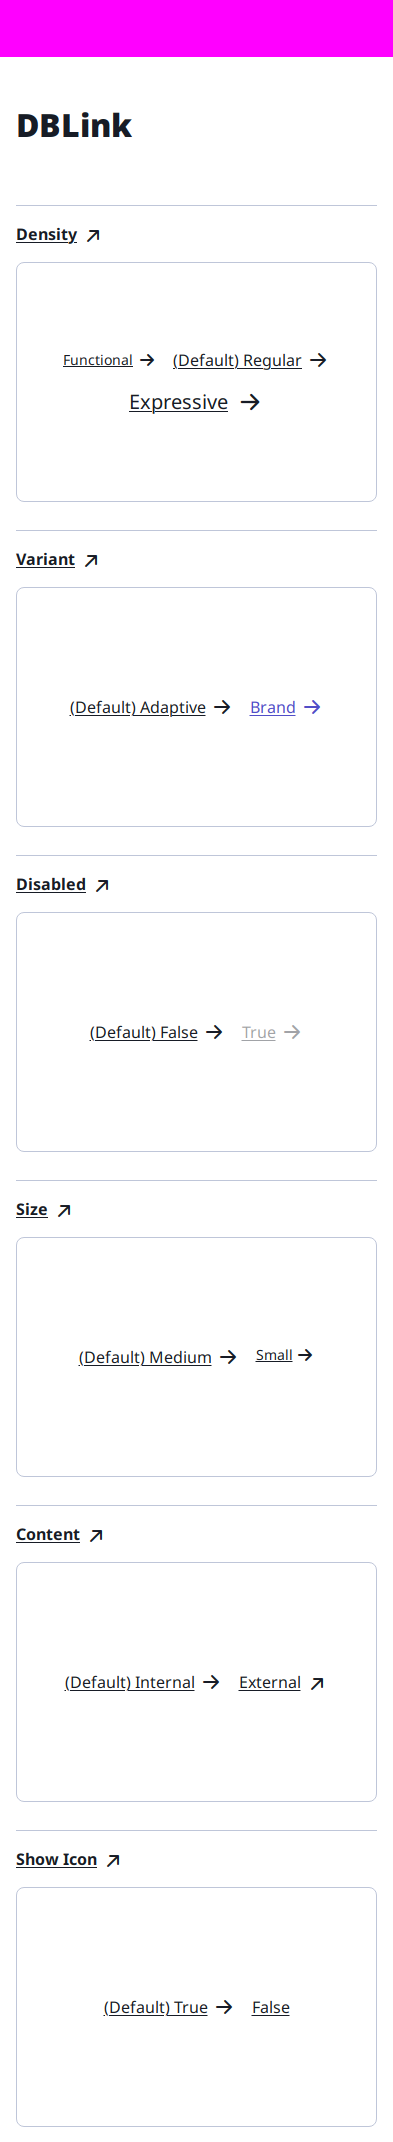 DBLink
Density
Functional (Default) Regular
Expressive
Variant
(Default) Adaptive Brand
Disabled
(Default) False True
Size
(Default) Medium Small
Content
(Default) Internal External
Show Icon
(Default) True False